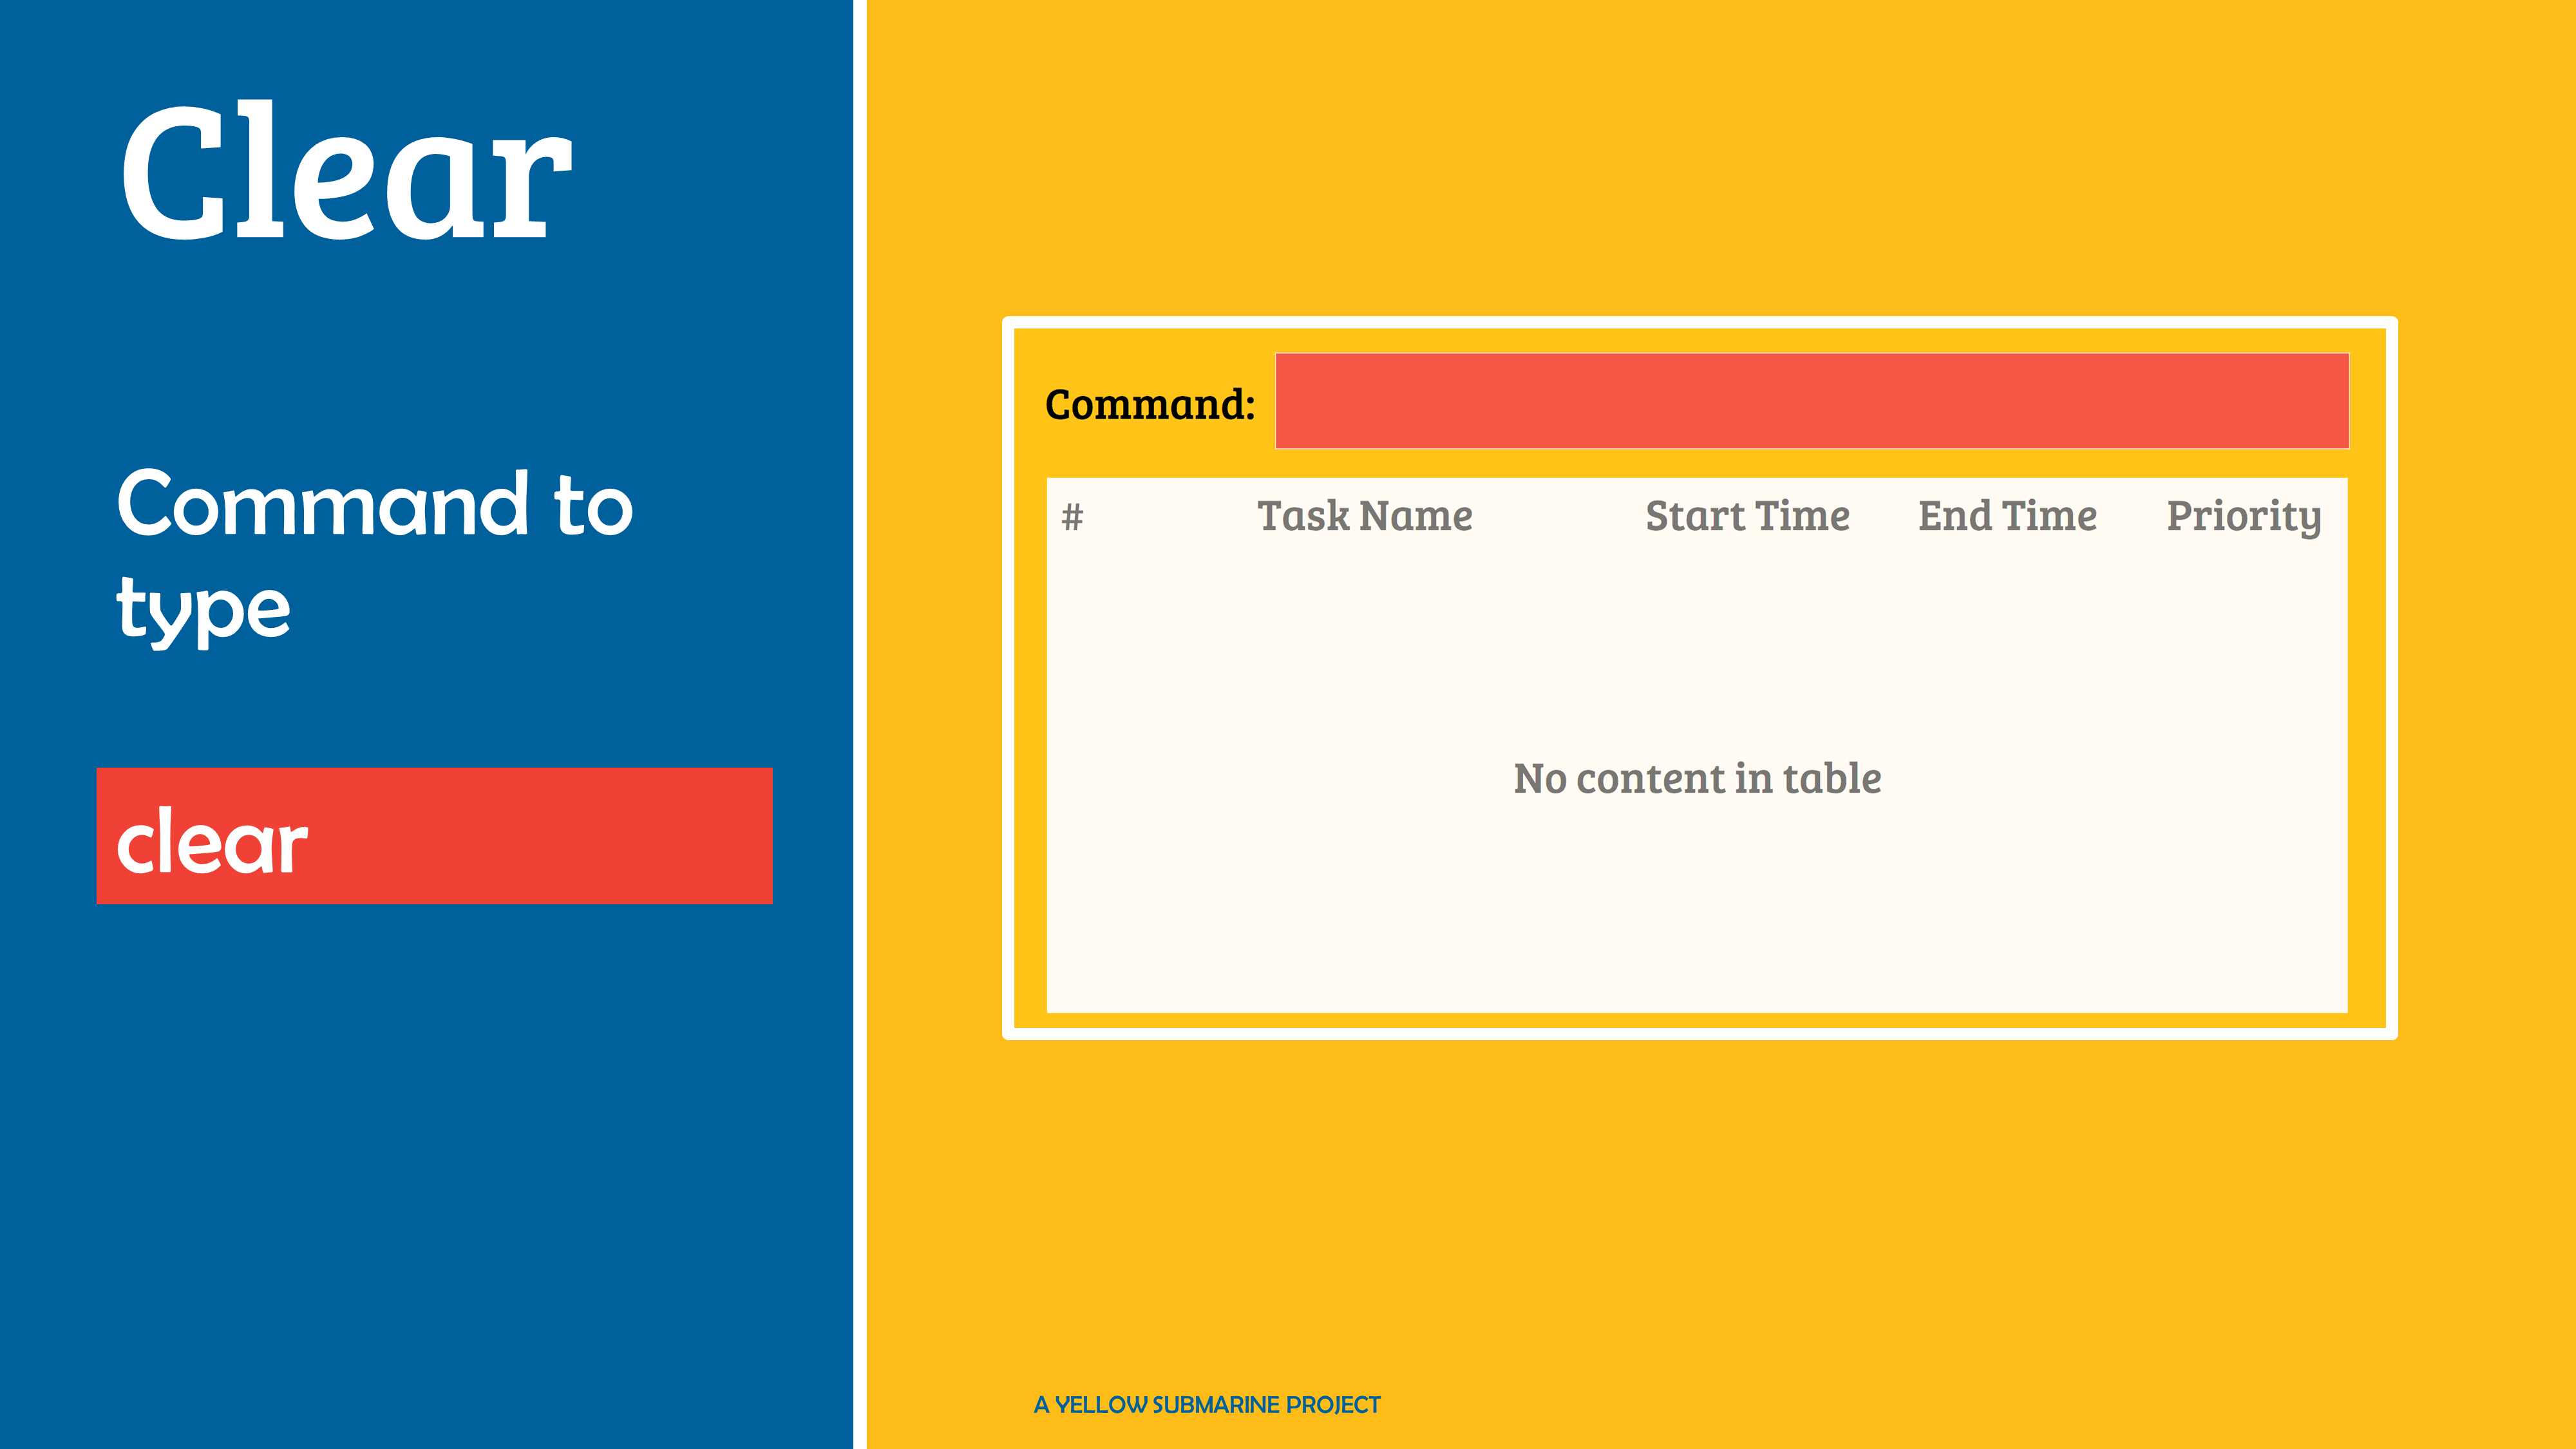 Clear
Command to
type
clear
Command:
# Task Name Start Time End Time Priority
No content in table
A YELLOW SUBMARINE PROJECT